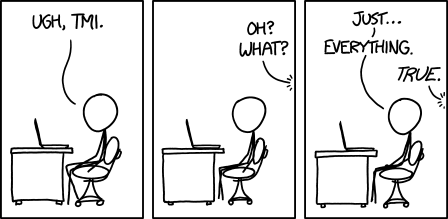 UGH, TMI.
OH?
WHAT?
JUST...
EVERYTHING.
TRUE.